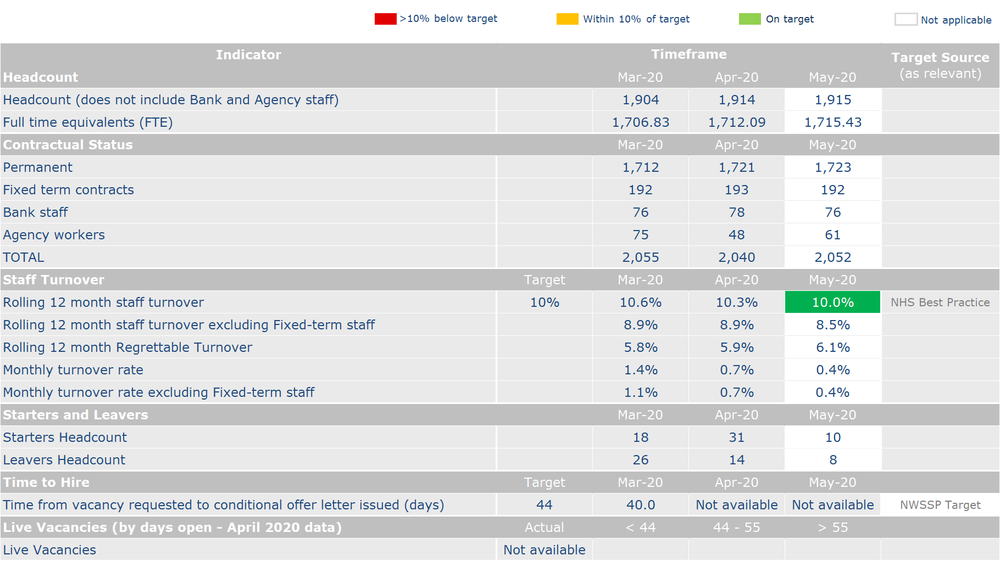 >10% below target Within 10% of target On target Not applicable
Indicator Timeframe Target Source
(as relevant)
Headcount Mar-20 Apr-20 May-20
Headcount (does not include Bank and Agency staff) 1,904 1,914 1,915
Full time equivalents (FTE) 1,706.83 1,712.09 1,715.43
Contractual Status Mar-20 Apr-20 May-20
Permanent 1,712 1,721 1,723
Fixed term contracts 192 193 192
Bank staff 76 78 76
Agency workers 75 48 61
TOTAL 2,055 2,040 2,052
Staff Turnover Target Mar-20 Apr-20 May-20
Rolling 12 month staff turnover 10% 10.6% 10.3% 10.0% NHS Best Practice
Rolling 12 month staff turnover excluding Fixed-term staff 8.9% 8.9% 8.5%
Rolling 12 month Regrettable Turnover 5.8% 5.9% 6.1%
Monthly turnover rate 1.4% 0.7% 0.4%
Monthly turnover rate excluding Fixed-term staff 1.1% 0.7% 0.4%
Starters and Leavers Mar-20 Apr-20 May-20
Starters Headcount 18 31 10
Leavers Headcount 26 14 8
Time to Hire Target Mar-20 Apr-20 May-20
Time from vacancy requested to conditional offer letter issued (days) 44 40.0 Not available Not available NWSSP Target
Live Vacancies (by days open - April 2020 data) Actual < 44 44 - 55 > 55
Live Vacancies Not available